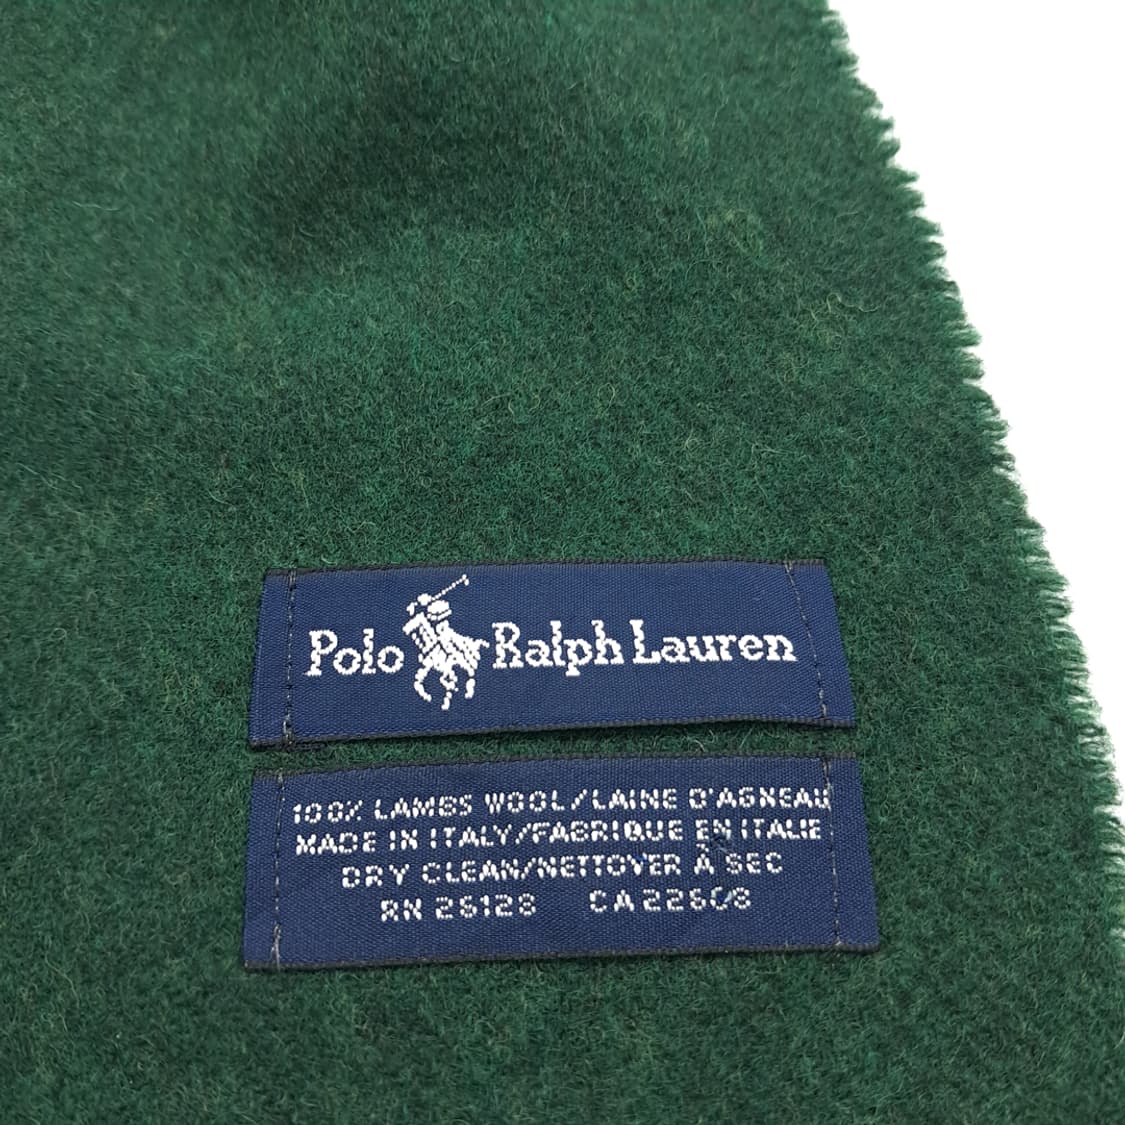 Polo Ralph Lauren
100% LAMBS WOOL/LAINE D'AGNEAU
MADE IN ITALY/FABRIQUE EN ITALIE
DRY CLEAN/NETTOYER À SEC
RN 26128 CA 22608